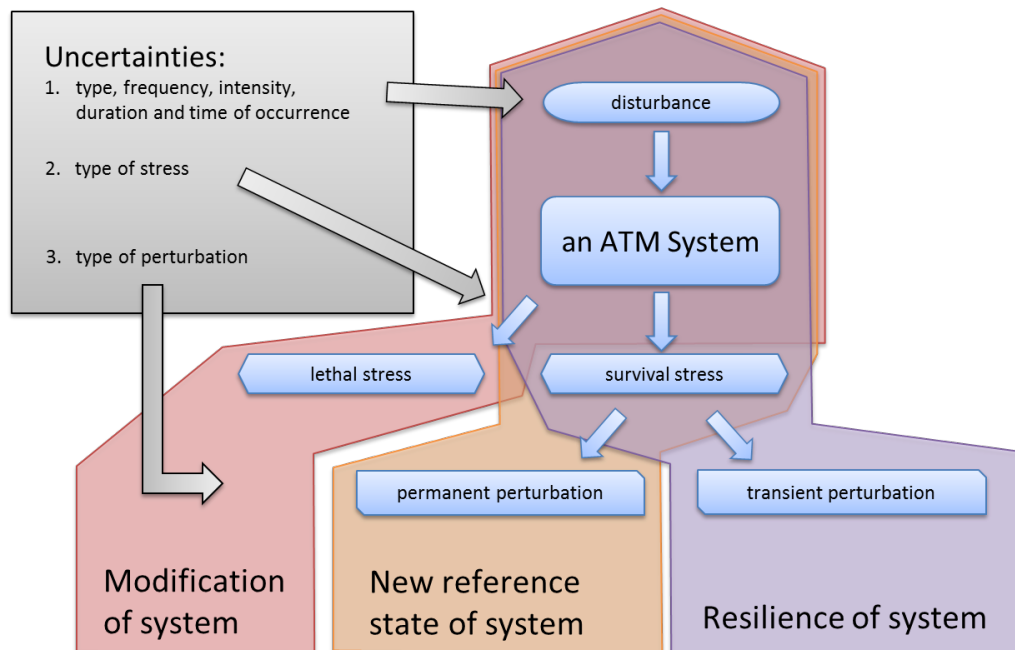 Uncertainties:
1. type, frequency, intensity,
duration and time of occurrence
2. type of stress
3. type of perturbation
disturbance
an ATM System
lethal stress
survival stress
permanent perturbation
transient perturbation
Modification
of system
New reference
state of system
Resilience of system